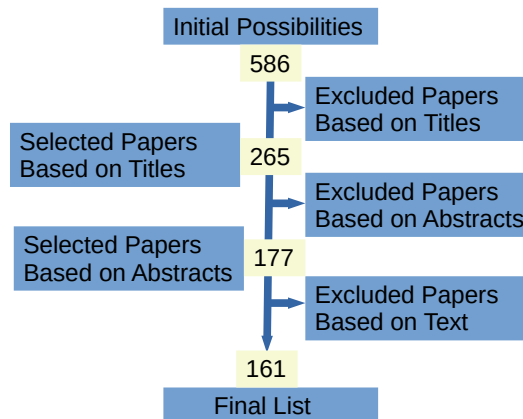 Initial Possibilities
586
Excluded Papers
Based on Titles
Selected Papers
Based on Titles
265
Excluded Papers
Based on Abstracts
Selected Papers
Based on Abstracts
177
Excluded Papers
Based on Text
161
Final List